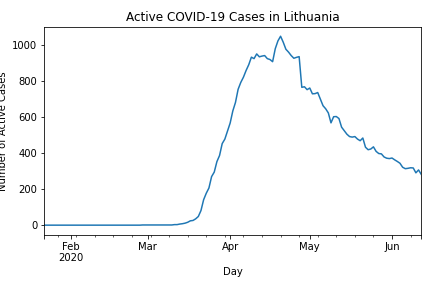 Active COVID-19 Cases in Lithuania
Number of Active Cases
1000
800
600
400
200
0
Feb
2020
Mar
Apr
May
Jun
Day